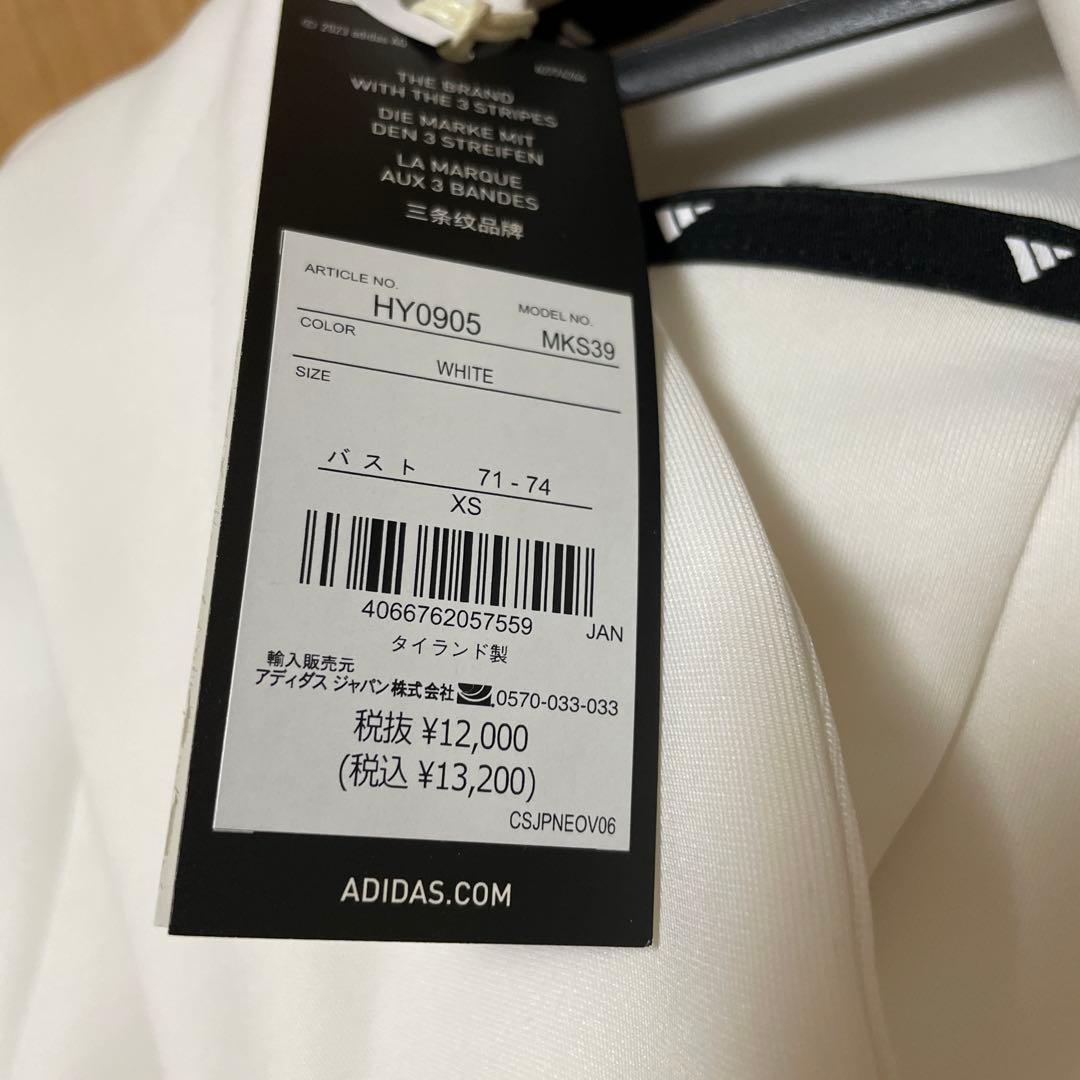 © 2023 adidas AG
THE BRAND
WITH THE 3 STRIPES
DIE MARKE MIT
DEN 3 STREIFEN
LA MARQUE
AUX 3 BANDES
三条纹品牌
ARTICLE NO.
HY0905
MODEL NO.
MKS39
COLOR
WHITE
SIZE
バスト 71 - 74
XS
4066762057559
JAN
タイランド製
輸入販売元
アディダス ジャパン株式会社 0570-033-033
税抜 ¥12,000
(税込 ¥13,200)
CSJPNEOV06
ADIDAS.COM